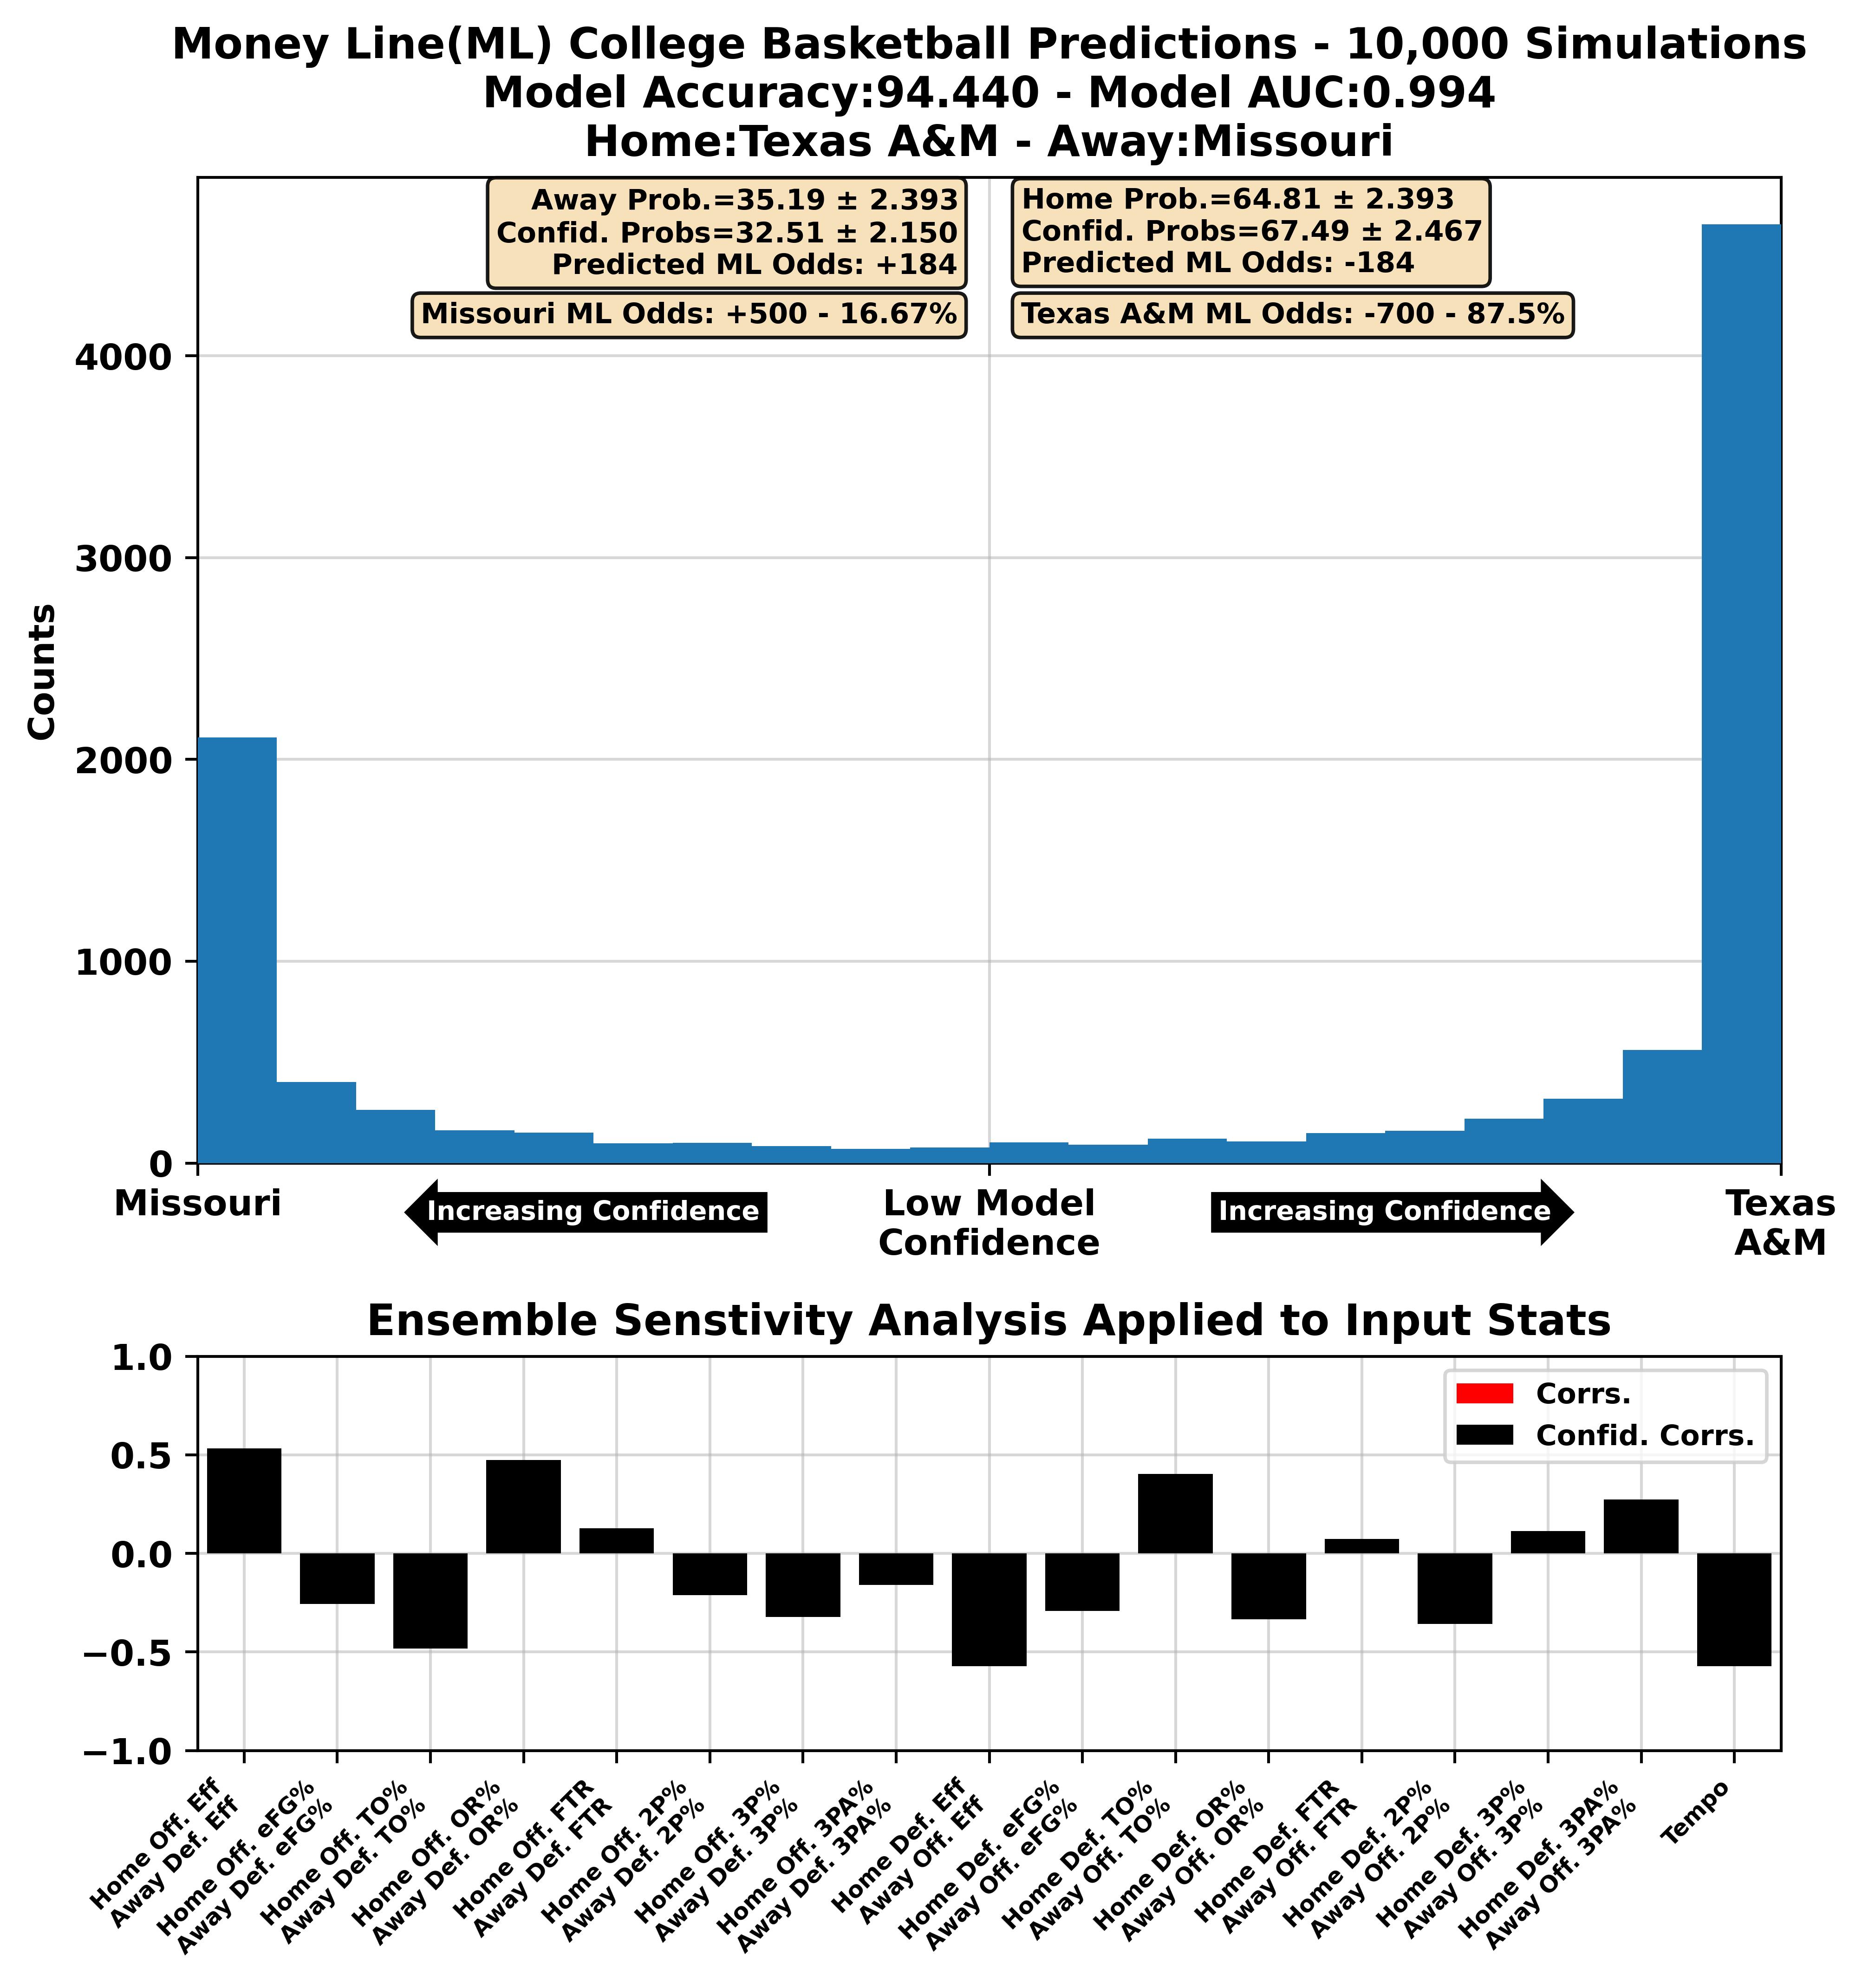 Money Line(ML) College Basketball Predictions - 10,000 Simulations
Model Accuracy:94.440 - Model AUC:0.994
Home:Texas A&M - Away:Missouri
Away Prob.=35.19 ± 2.393
Confid. Probs=32.51 ± 2.150
Predicted ML Odds: +184
Missouri ML Odds: +500 - 16.67%
Home Prob.=64.81 ± 2.393
Confid. Probs=67.49 ± 2.467
Predicted ML Odds: -184
Texas A&M ML Odds: -700 - 87.5%
Counts
4000
3000
2000
1000
0
Missouri
Increasing Confidence
Low Model
Confidence
Increasing Confidence
Texas
A&M
Ensemble Senstivity Analysis Applied to Input Stats
1.0
0.5
0.0
−0.5
−1.0
Corrs.
Confid. Corrs.
Home Off. Eff
Away Def. Eff
Home Off. eFG%
Away Def. eFG%
Home Off. TO%
Away Def. TO%
Home Off. OR%
Away Def. OR%
Home Off. FTR
Away Def. FTR
Home Off. 2P%
Away Def. 2P%
Home Off. 3P%
Away Def. 3P%
Home Off. 3PA%
Away Def. 3PA%
Home Def. Eff
Away Off. Eff
Home Def. eFG%
Away Off. eFG%
Home Def. TO%
Away Off. TO%
Home Def. OR%
Away Off. OR%
Home Def. FTR
Away Off. FTR
Home Def. 2P%
Away Off. 2P%
Home Def. 3P%
Away Off. 3P%
Home Def. 3PA%
Away Off. 3PA%
Tempo